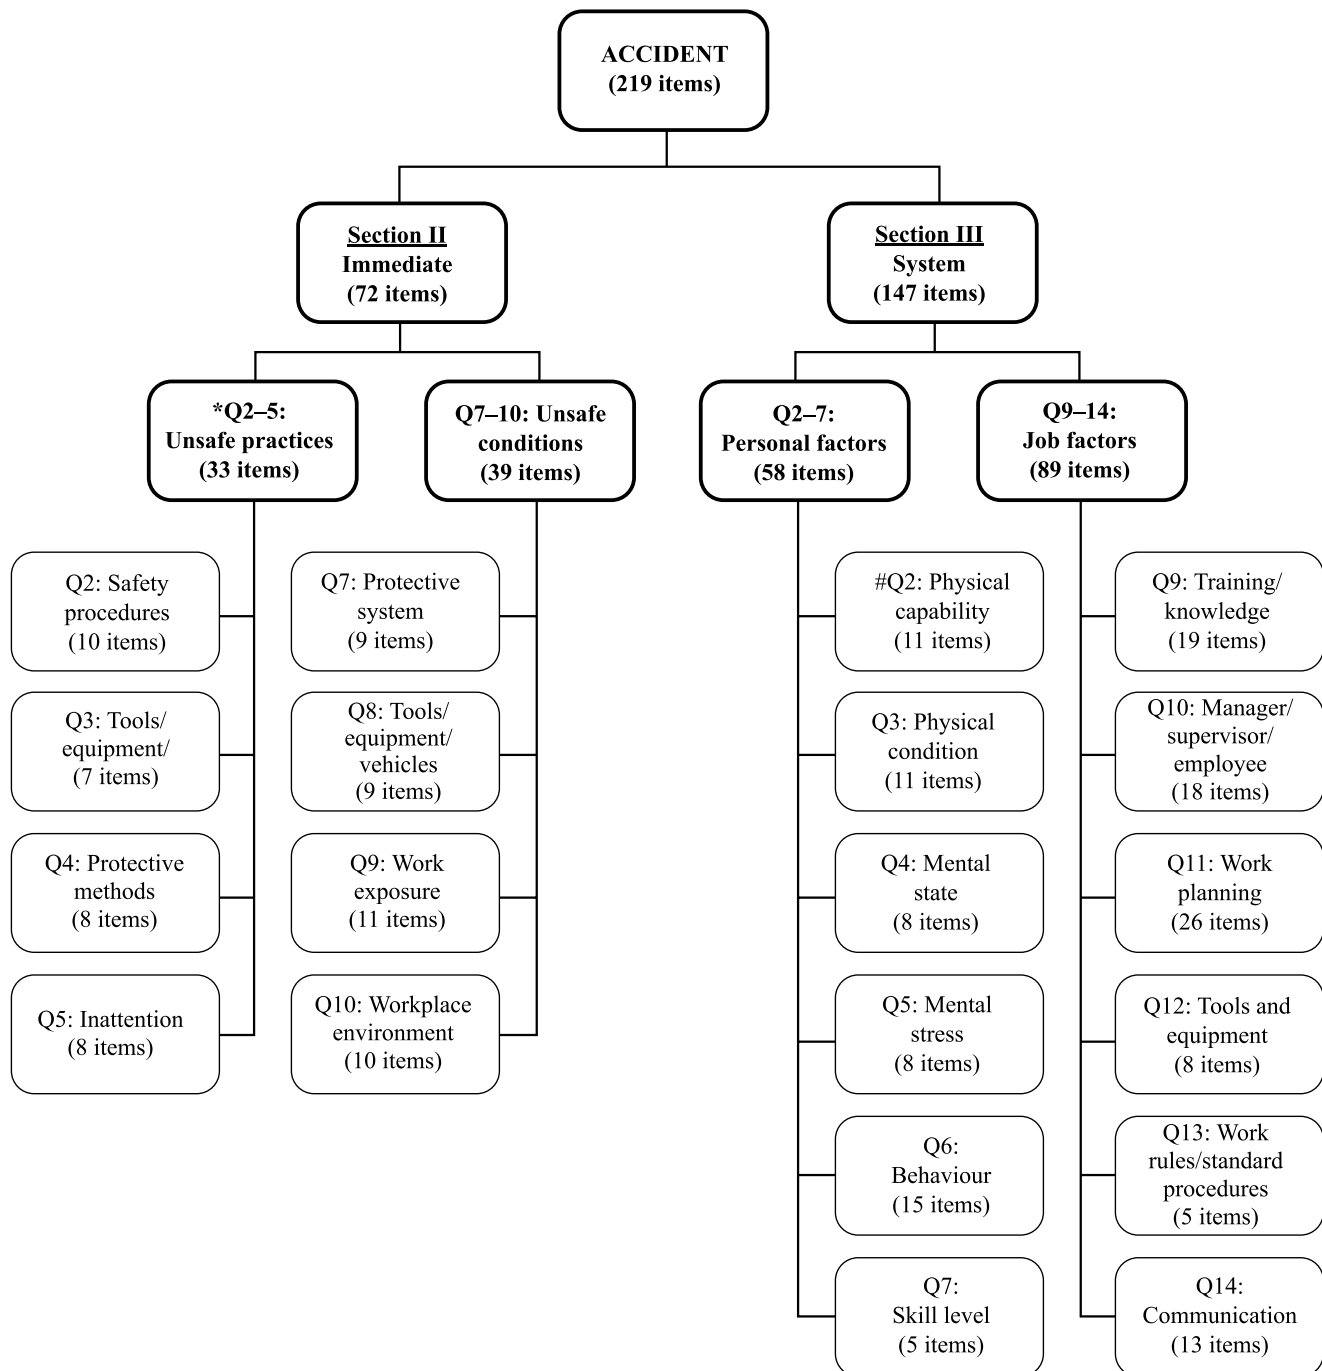 ACCIDENT
(219 items)
Section II
Immediate
(72 items)
Section III
System
(147 items)
*Q2–5:
Unsafe practices
(33 items)
Q7–10: Unsafe
conditions
(39 items)
Q2–7:
Personal factors
(58 items)
Q9–14:
Job factors
(89 items)
Q2: Safety
procedures
(10 items)
Q3: Tools/
equipment/
(7 items)
Q4: Protective
methods
(8 items)
Q5: Inattention
(8 items)
Q7: Protective
system
(9 items)
Q8: Tools/
equipment/
vehicles
(9 items)
Q9: Work
exposure
(11 items)
Q10: Workplace
environment
(10 items)
#Q2: Physical
capability
(11 items)
Q3: Physical
condition
(11 items)
Q4: Mental
state
(8 items)
Q5: Mental
stress
(8 items)
Q6:
Behaviour
(15 items)
Q7:
Skill level
(5 items)
Q9: Training/
knowledge
(19 items)
Q10: Manager/
supervisor/
employee
(18 items)
Q11: Work
planning
(26 items)
Q12: Tools and
equipment
(8 items)
Q13: Work
rules/standard
procedures
(5 items)
Q14:
Communication
(13 items)